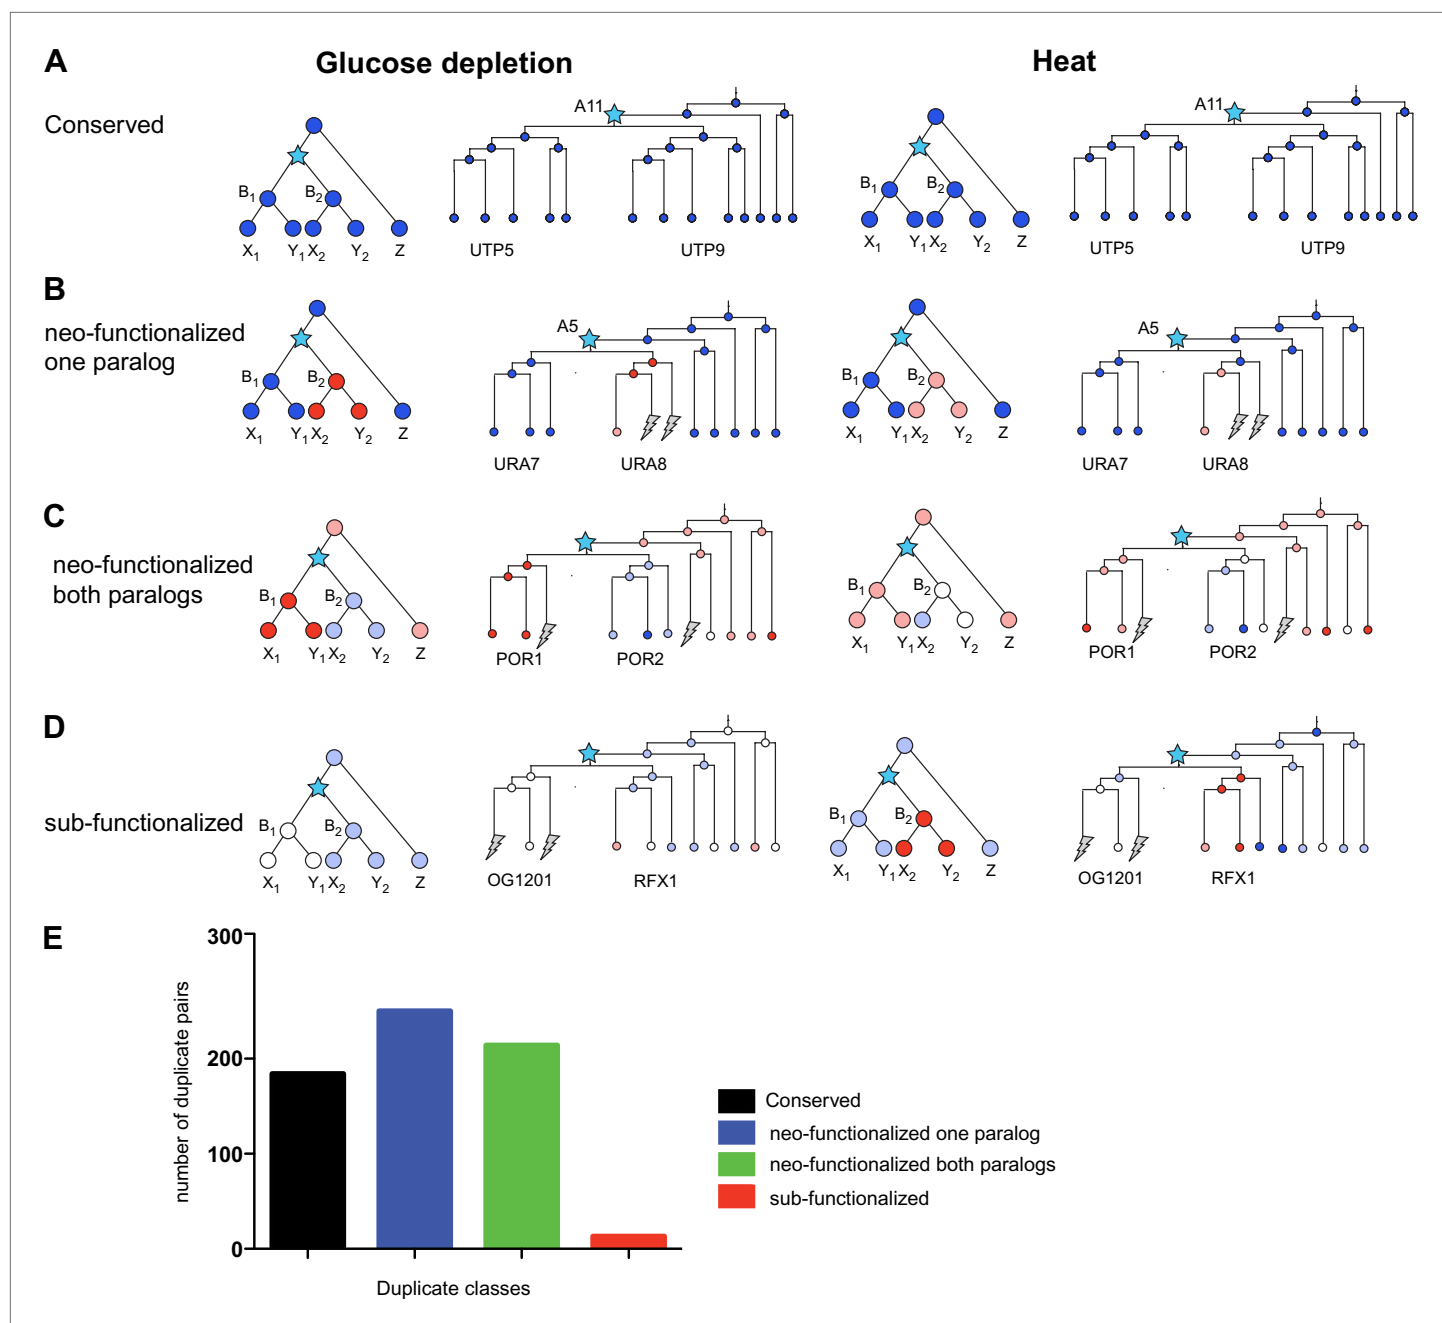 A
Glucose depletion
Heat
Conserved
A11
A11
B1 B2
B1 B2
X1 Y1 X2 Y2 Z
UTP5 UTP9
X1 Y1 X2 Y2 Z
UTP5 UTP9
B
neo-functionalized
one paralog
A5
A5
B1 B2
B1 B2
X1 Y1 X2 Y2 Z
URA7 URA8
X1 Y1 X2 Y2 Z
URA7 URA8
C
neo-functionalized
both paralogs
B1 B2
B1 B2
X1 Y1 X2 Y2 Z
POR1 POR2
X1 Y1 X2 Y2 Z
POR1 POR2
D
sub-functionalized
B1 B2
B1 B2
X1 Y1 X2 Y2 Z
OG1201 RFX1
X1 Y1 X2 Y2 Z
OG1201 RFX1
E
number of duplicate pairs
300
200
100
0
Duplicate classes
Conserved
neo-functionalized one paralog
neo-functionalized both paralogs
sub-functionalized